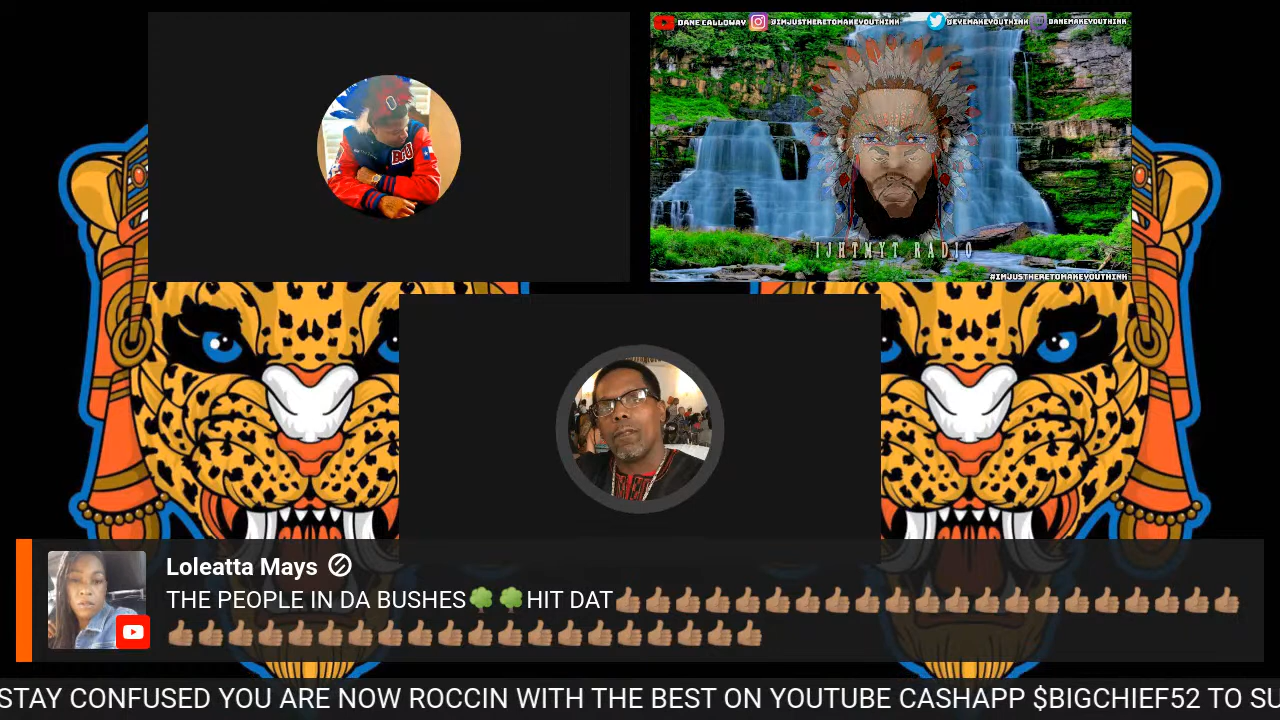 DANE CALLOWAY @IMJUSTHERETOMAKEYOUTHINK @EYEMAKEYOUTHINK DANEMAKEYOUTHINK
IJHTMYT RADIO
#IMJUSTHERETOMAKEYOUTHINK
Loleatta Mays
THE PEOPLE IN DA BUSHES🌳🌳HIT DAT👍🏽👍🏽👍🏽👍🏽👍🏽👍🏽👍🏽👍🏽👍🏽👍🏽👍🏽👍🏽👍🏽👍🏽👍🏽👍🏽👍🏽👍🏽👍🏽👍🏽👍🏽
👍🏽👍🏽👍🏽👍🏽👍🏽👍🏽👍🏽👍🏽👍🏽👍🏽👍🏽👍🏽👍🏽👍🏽👍🏽👍🏽👍🏽👍🏽👍🏽👍🏽
STAY CONFUSED YOU ARE NOW ROCCIN WITH THE BEST ON YOUTUBE CASHAPP $BIGCHIEF52 TO SU